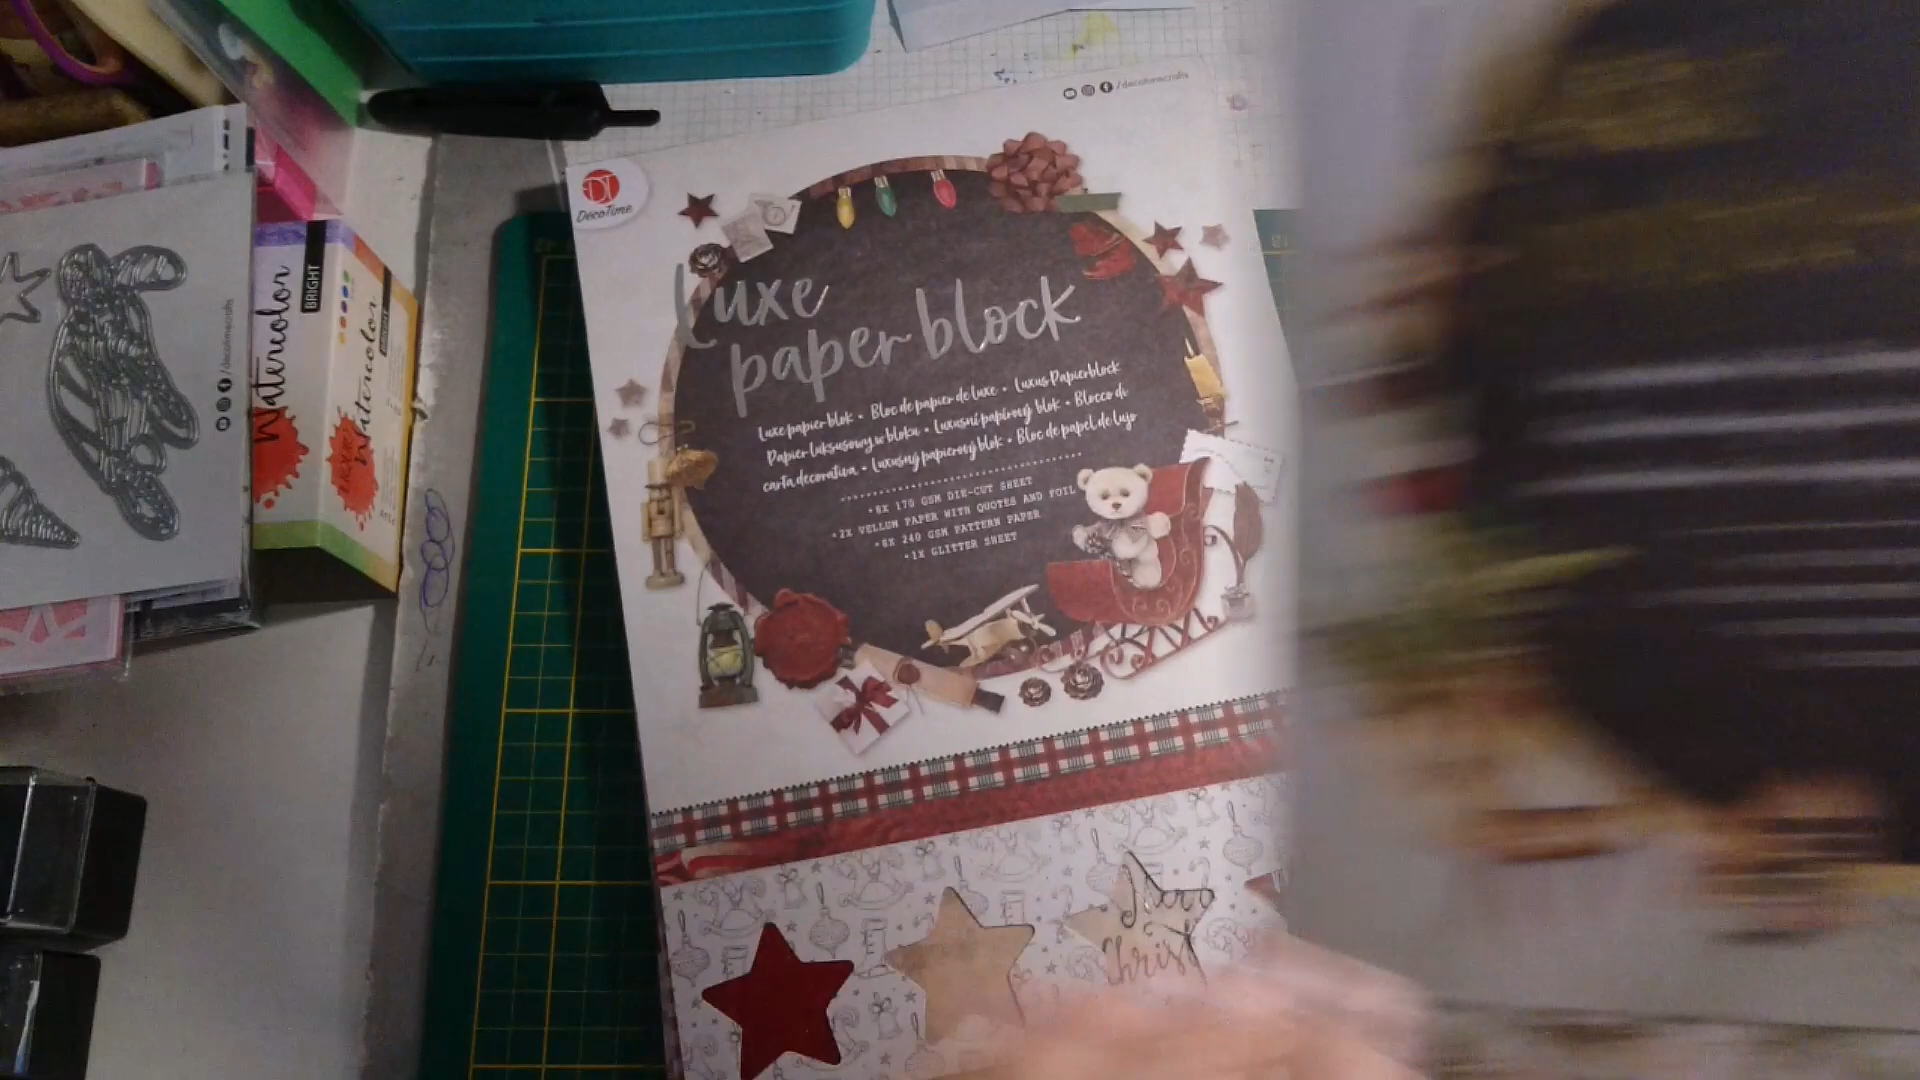 /decotimecrafts
DT
DecoTime
Luxe
paper block
Luxe papier blok • Bloc de papier de luxe • Luxus Papierblock
Papier luksusowy w bloku • Luxusní papírový blok • Blocco di
carta decorativa • Luxusný papierový blok • Bloc de papel de lujo
•8X 170 GSM DIE-CUT SHEET
•2X VELLUM PAPER WITH QUOTES AND FOIL
•8X 240 GSM PATTERN PAPER
•1X GLITTER SHEET
/decotimecrafts
Watercolor
BRIGHT
Watercolor